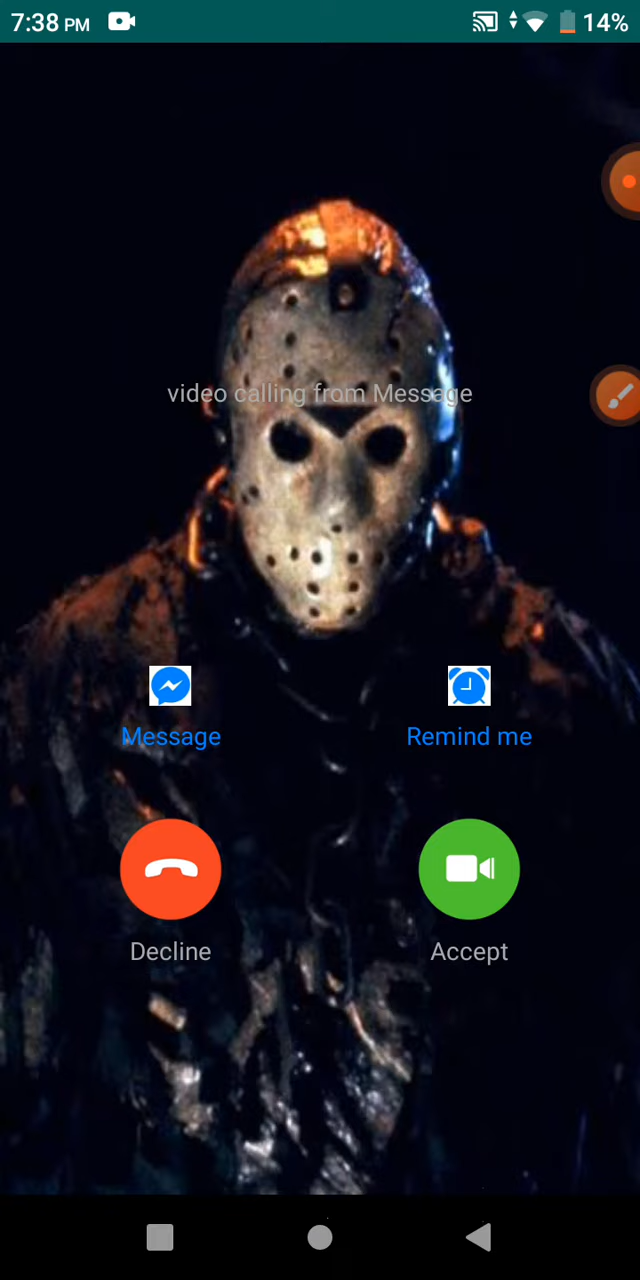 7:38 PM
14%
video calling from Message
Message
Remind me
Decline
Accept